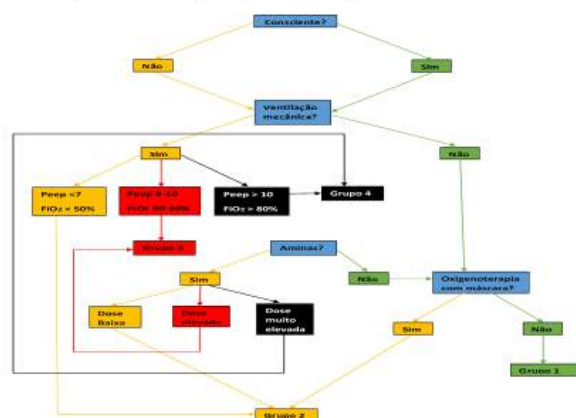 Consciente?
Não
Sim
Ventilação
mecânica?
Sim
Não
Peep <7
FiO2 < 50%
Peep 8-10
Peep > 10
FiO2 > 80%
Grupo 4
Grupo 3
Aminas?
Sim
Não
Oxigenoterapia
com máscara?
Dose
Baixa
Dose
Dose
muito
elevada
Sim
Não
Grupo 1
Grupo 2